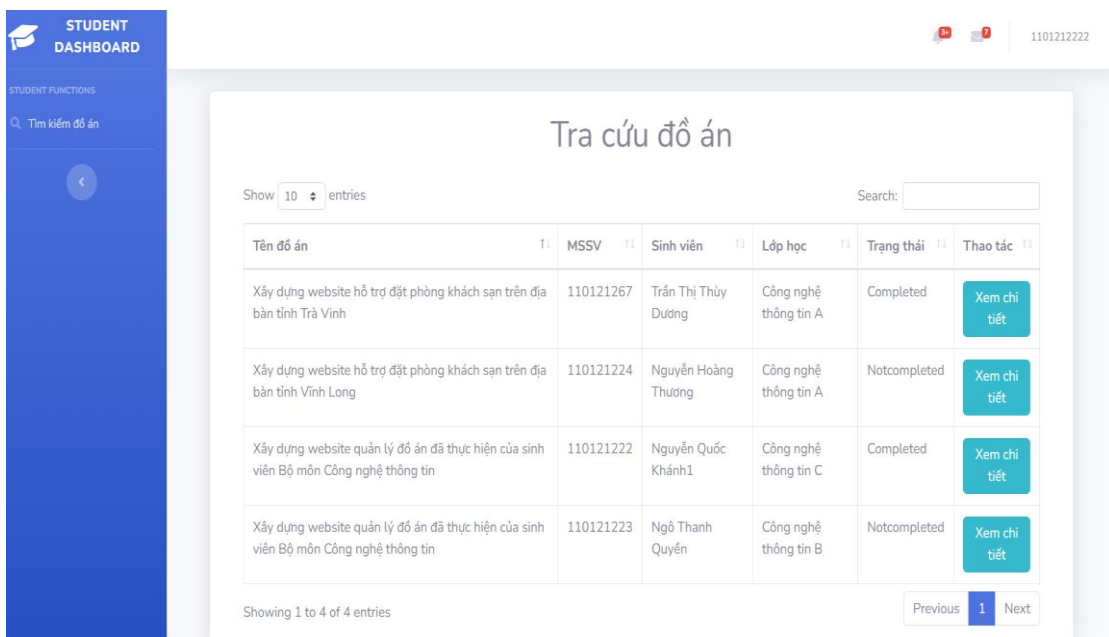 STUDENT
DASHBOARD
3+
7
1101212222
STUDENT FUNCTIONS
Tìm kiếm đồ án
Tra cứu đồ án
Show 10 entries
Search:
Tên đồ án MSSV Sinh viên Lớp học Trạng thái Thao tác
Xây dựng website hỗ trợ đặt phòng khách sạn trên địa 110121267 Trần Thị Thùy Công nghệ Completed Xem chi
bàn tỉnh Trà Vinh Dương thông tin A tiết
Xây dựng website hỗ trợ đặt phòng khách sạn trên địa 110121224 Nguyễn Hoàng Công nghệ Notcompleted Xem chi
bàn tỉnh Vĩnh Long Thương thông tin A tiết
Xây dựng website quản lý đồ án đã thực hiện của sinh 110121222 Nguyễn Quốc Công nghệ Completed Xem chi
viên Bộ môn Công nghệ thông tin Khánh1 thông tin C tiết
Xây dựng website quản lý đồ án đã thực hiện của sinh 110121223 Ngô Thanh Công nghệ Notcompleted Xem chi
viên Bộ môn Công nghệ thông tin Quyền thông tin B tiết
Showing 1 to 4 of 4 entries
Previous 1 Next